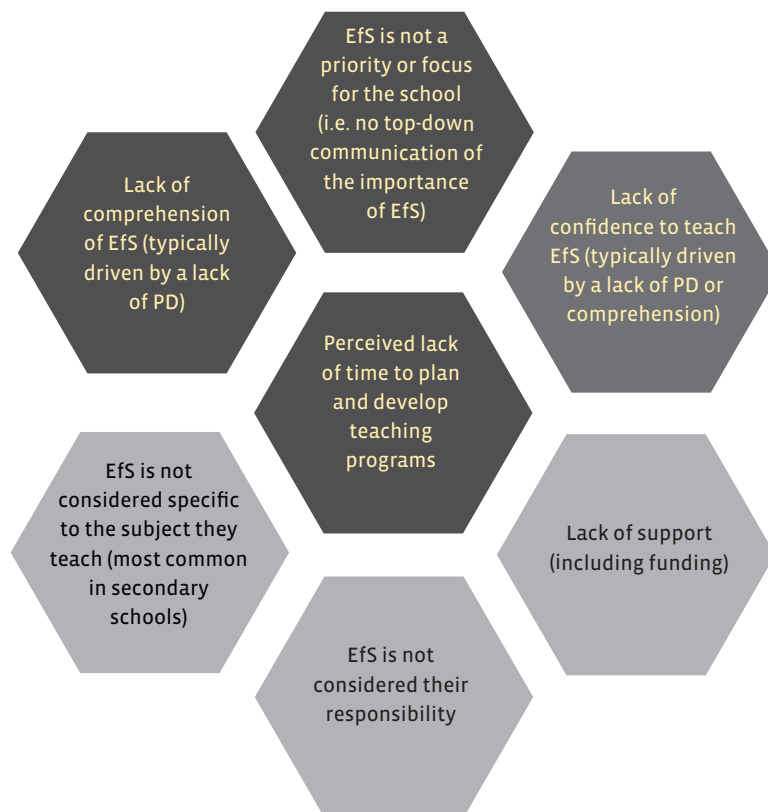 EfS is not a
priority or focus
for the school
(i.e. no top-down
communication of
the importance
of EfS)
Lack of
comprehension
of EfS (typically
driven by a lack
of PD)
Lack of
confidence to teach
EfS (typically driven
by a lack of PD or
comprehension)
Perceived lack
of time to plan
and develop
teaching
programs
EfS is not
considered specific
to the subject they
teach (most common
in secondary
schools)
Lack of support
(including funding)
EfS is not
considered their
responsibility